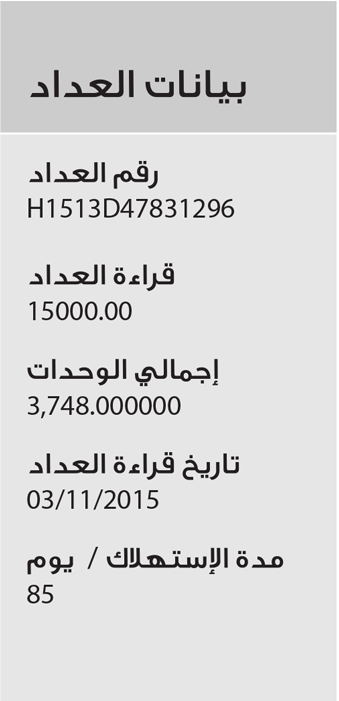 بيانات العداد
رقم العداد
H1513D47831296
قراءة العداد
15000.00
إجمالي الوحدات
3,748.000000
تاريخ قراءة العداد
03/11/2015
مدة الإستهلاك / يوم
85